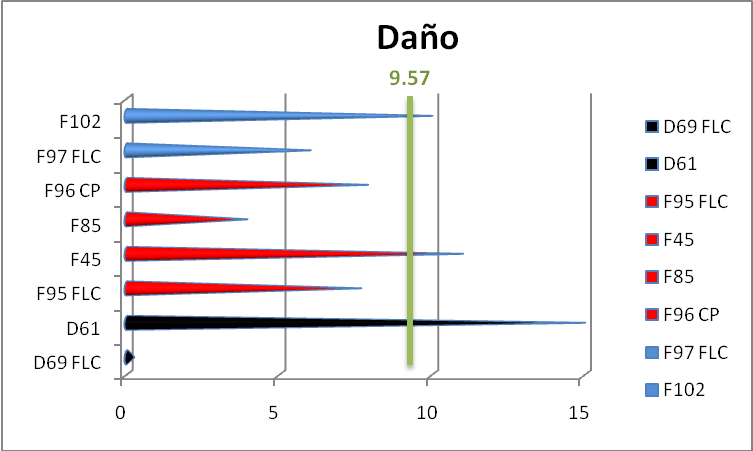 Daño
9.57
F102
F97 FLC
F96 CP
F85
F45
F95 FLC
D61
D69 FLC
0
5
10
15
D69 FLC
D61
F95 FLC
F45
F85
F96 CP
F97 FLC
F102